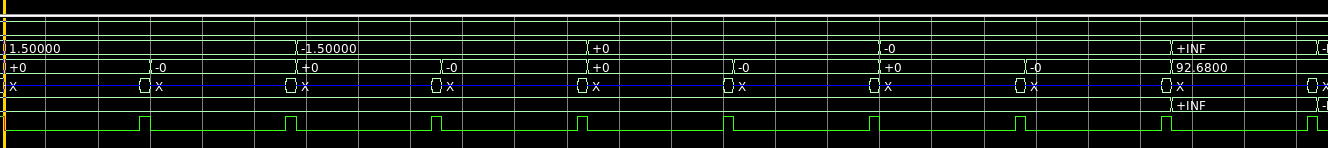 1.50000 -1.50000 +0 -0 +INF
+0 -0 +0 -0 +0 -0 +0 -0 92.6800
X X X X X X X X X X
+INF